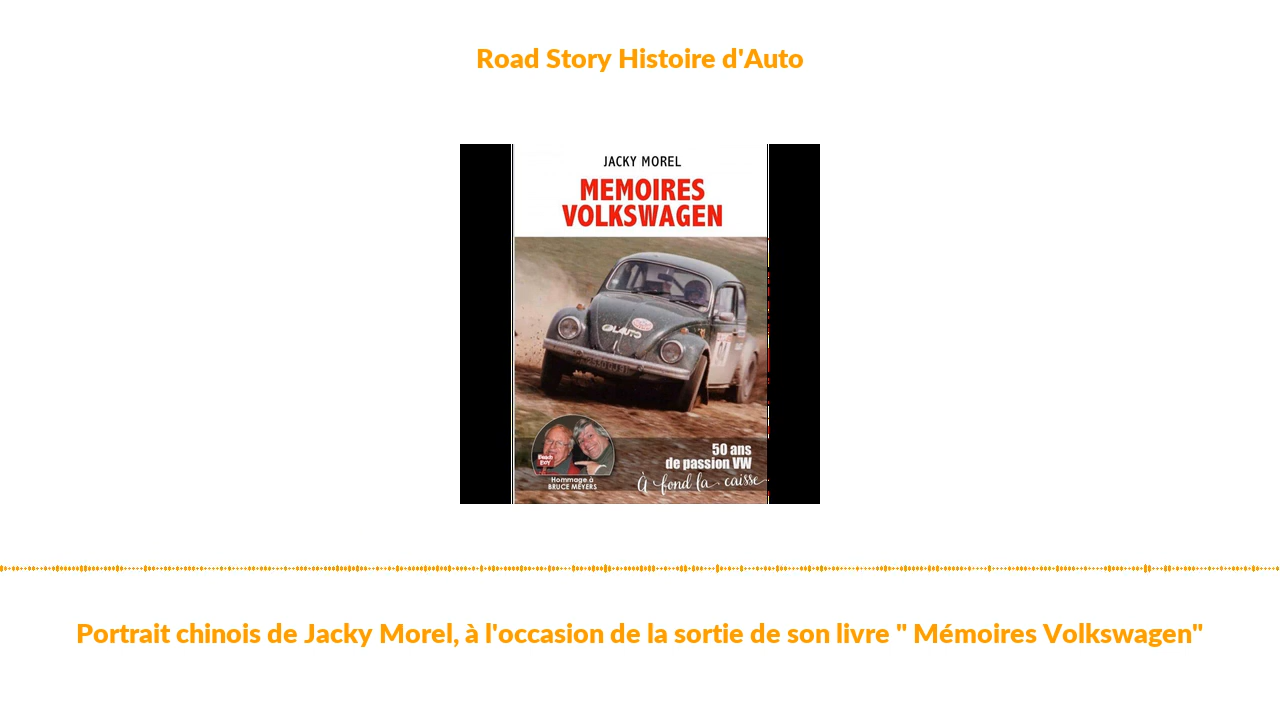 Road Story Histoire d'Auto
JACKY MOREL
MEMOIRES
VOLKSWAGEN
50 ans
de passion VW
À fond la caisse
Hommage à
BRUCE MEYERS
Portrait chinois de Jacky Morel, à l'occasion de la sortie de son livre " Mémoires Volkswagen"